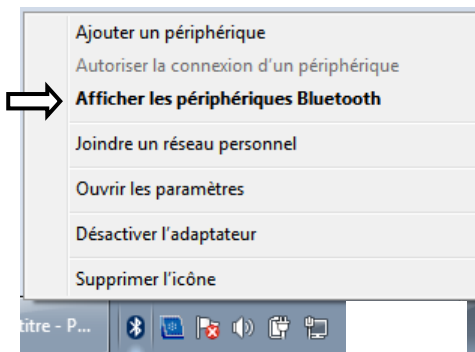 Ajouter un périphérique
Autoriser la connexion d'un périphérique
Afficher les périphériques Bluetooth
Joindre un réseau personnel
Ouvrir les paramètres
Désactiver l'adaptateur
Supprimer l'icône
titre - P...